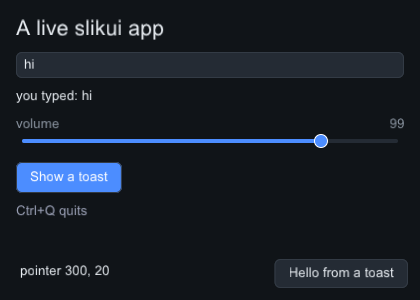 A live slikui app
hi
you typed: hi
volume 99
Show a toast
Ctrl+Q quits
pointer 300, 20
Hello from a toast